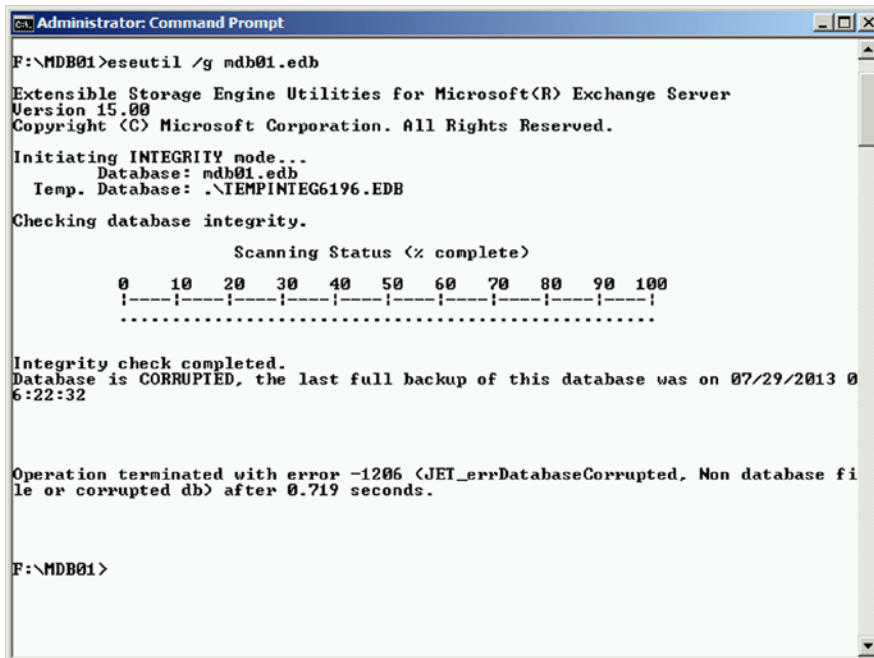 Administrator: Command Prompt
F:\MDB01>eseutil /g mdb01.edb
Extensible Storage Engine Utilities for Microsoft(R) Exchange Server
Version 15.00
Copyright (C) Microsoft Corporation. All Rights Reserved.
Initiating INTEGRITY mode...
        Database: mdb01.edb
  Temp. Database: .\TEMPINTEG6196.EDB
Checking database integrity.
                     Scanning Status (% complete)
          0    10   20   30   40   50   60   70   80   90  100
          |----|----|----|----|----|----|----|----|----|----|
          ...................................................
Integrity check completed.
Database is CORRUPTED, the last full backup of this database was on 07/29/2013 0
6:22:32
Operation terminated with error -1206 (JET_errDatabaseCorrupted, Non database fi
le or corrupted db) after 0.719 seconds.
F:\MDB01>